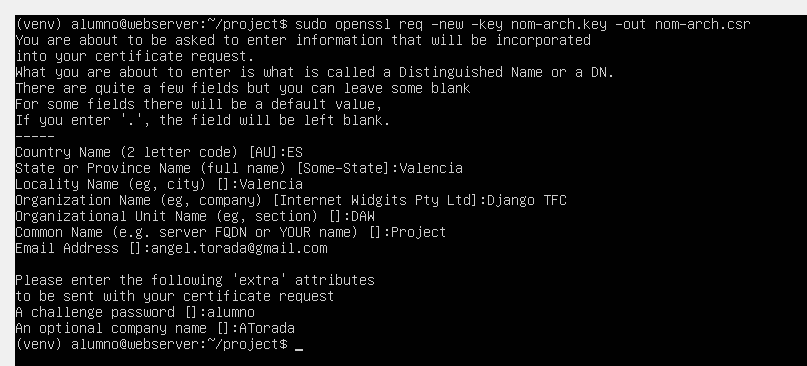 (venv) alumno@webserver:~/project$ sudo openssl req -new -key nom-arch.key -out nom-arch.csr
You are about to be asked to enter information that will be incorporated
into your certificate request.
What you are about to enter is what is called a Distinguished Name or a DN.
There are quite a few fields but you can leave some blank
For some fields there will be a default value,
If you enter '.', the field will be left blank.
-----
Country Name (2 letter code) [AU]:ES
State or Province Name (full name) [Some-State]:Valencia
Locality Name (eg, city) []:Valencia
Organization Name (eg, company) [Internet Widgits Pty Ltd]:Django TFC
Organizational Unit Name (eg, section) []:DAW
Common Name (e.g. server FQDN or YOUR name) []:Project
Email Address []:angel.torada@gmail.com

Please enter the following 'extra' attributes
to be sent with your certificate request
A challenge password []:alumno
An optional company name []:ATorada
(venv) alumno@webserver:~/project$ _